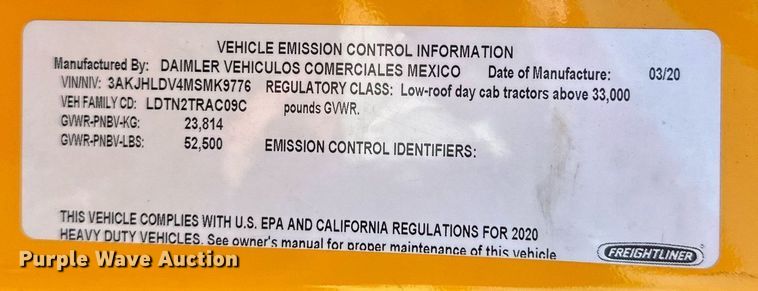 VEHICLE EMISSION CONTROL INFORMATION
Manufactured By: DAIMLER VEHICULOS COMERCIALES MEXICO Date of Manufacture: 03/20
VIN/NIV: 3AKJHLDV4MSMK9776 REGULATORY CLASS: Low-roof day cab tractors above 33,000
VEH FAMILY CD: LDTN2TRAC09C pounds GVWR.
GVWR-PNBV-KG: 23,814
GVWR-PNBV-LBS: 52,500 EMISSION CONTROL IDENTIFIERS:
THIS VEHICLE COMPLIES WITH U.S. EPA AND CALIFORNIA REGULATIONS FOR 2020
HEAVY DUTY VEHICLES. See owner's manual for proper maintenance of this vehicle
FREIGHTLINER
Purple Wave Auction